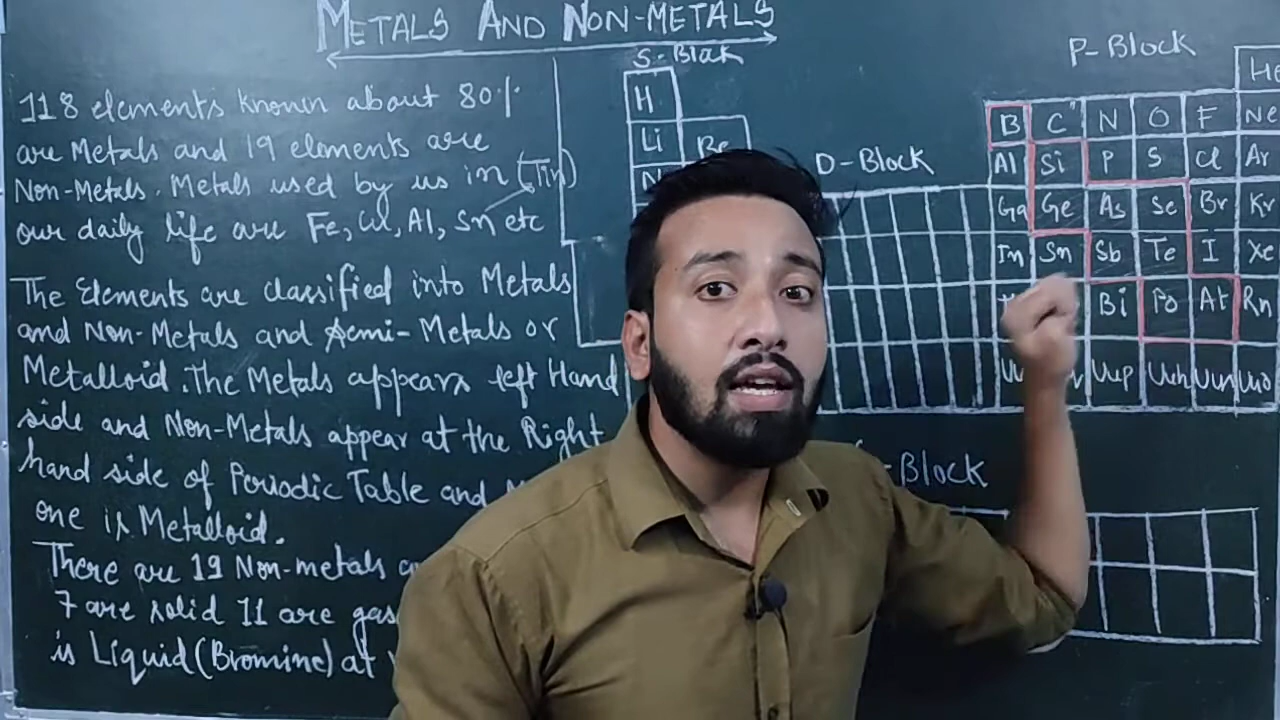 METALS AND NON-METALS
118 elements known about 80%
are Metals and 19 elements are
Non-Metals. Metals used by us in (Tin)
our daily life are Fe, Cu, Al, Sn etc
The Elements are classified into Metals
and Non-Metals and Semi-Metals or
Metalloid. The Metals appears left Hand
side and Non-Metals appear at the Right
hand side of Periodic Table and
one is Metalloid.
There are 19 Non-metals
7 are solid 11 are gas
is Liquid (Bromine) at
S-Block
H
Li Be
D-Block
P-Block
He
B C N O F Ne
Al Si P S Cl Ar
Ga Ge As Se Br Kr
In Sn Sb Te I Xe
Bi Po At Rn
Uup Uuh Uuo
-Block